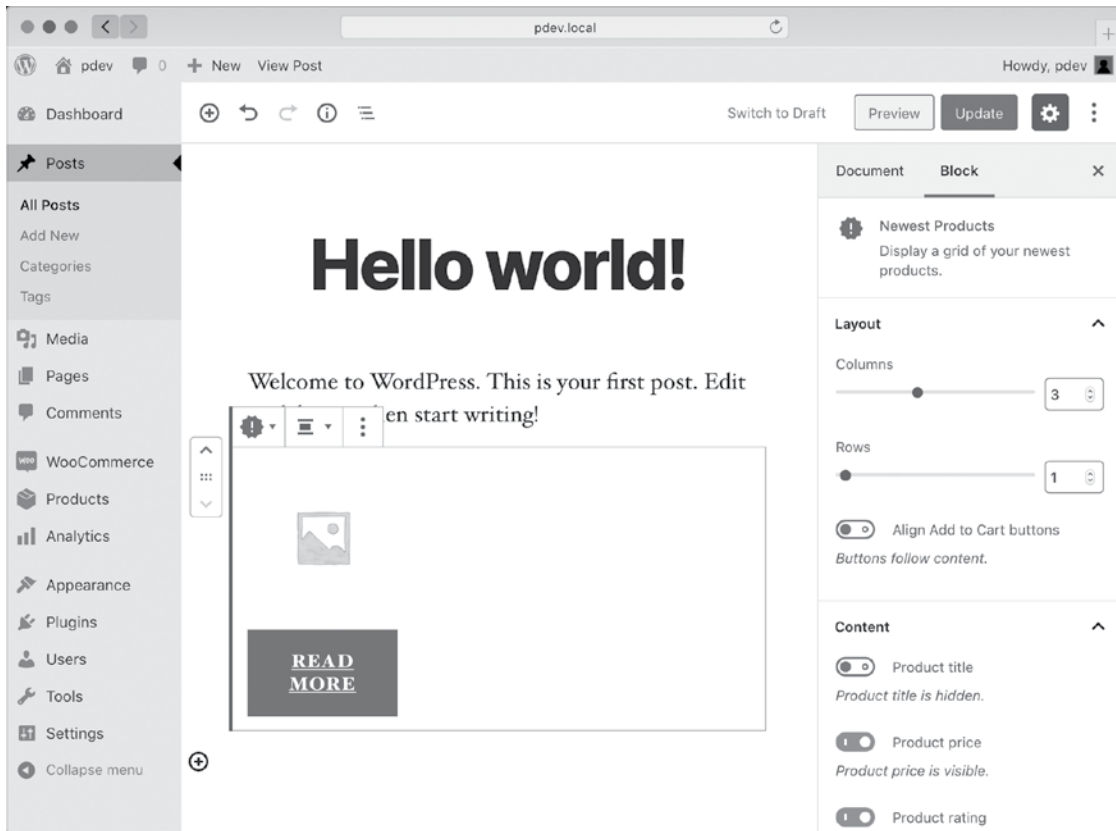 pdev.local
pdev
0
New
View Post
Howdy, pdev
Dashboard
Posts
All Posts
Add New
Categories
Tags
Media
Pages
Comments
WooCommerce
Products
Analytics
Appearance
Plugins
Users
Tools
Settings
Collapse menu
Switch to Draft
Preview
Update
Hello world!
Welcome to WordPress. This is your first post. Edit
en start writing!
READ
MORE
Document
Block
Newest Products
Display a grid of your newest
products.
Layout
Columns
3
Rows
1
Align Add to Cart buttons
Buttons follow content.
Content
Product title
Product title is hidden.
Product price
Product price is visible.
Product rating